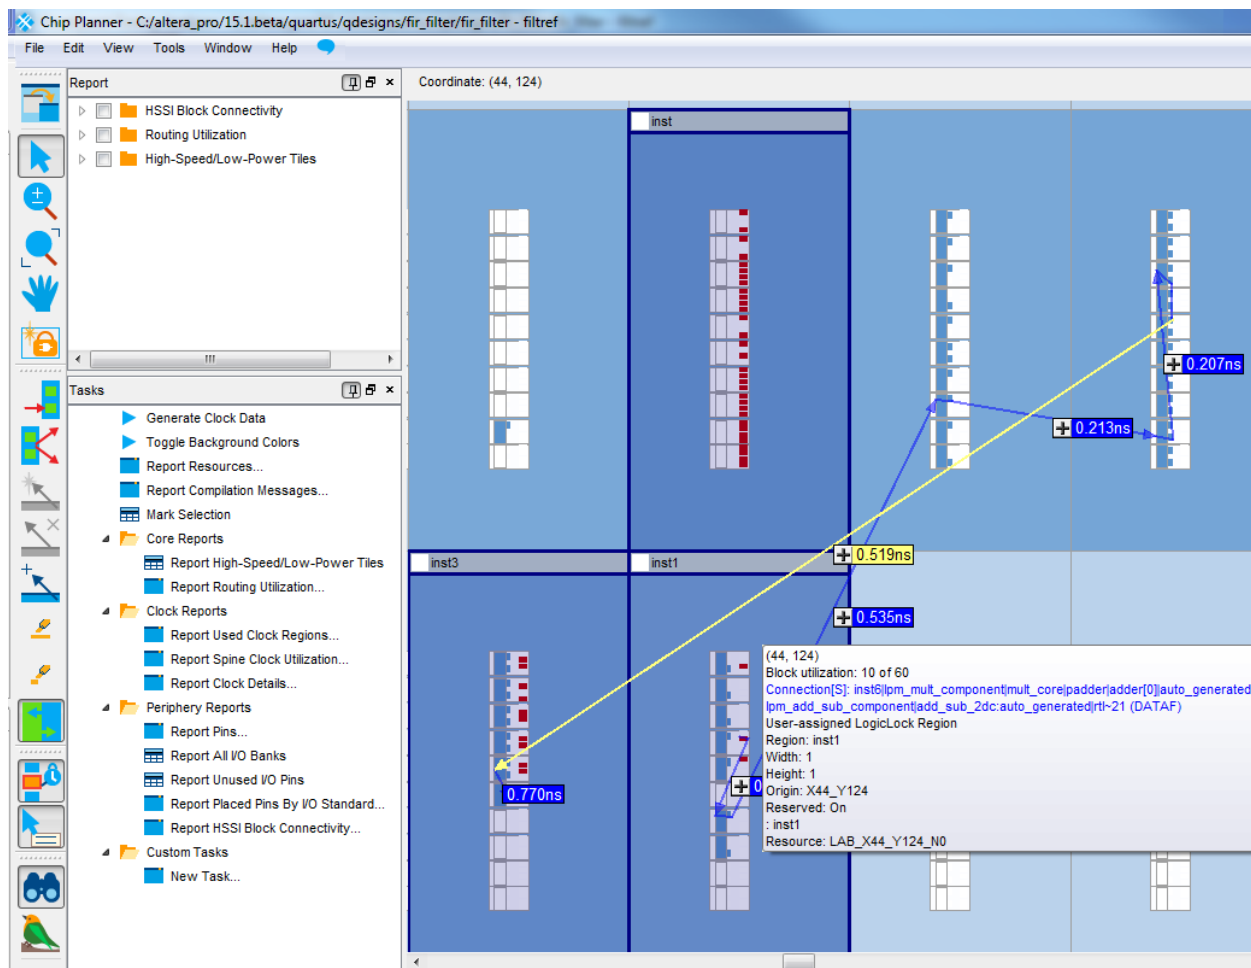 Chip Planner - C:/altera_pro/15.1.beta/quartus/qdesigns/fir_filter/fir_filter - filtref
File Edit View Tools Window Help
Report
Coordinate: (44, 124)
HSSI Block Connectivity
Routing Utilization
High-Speed/Low-Power Tiles
inst
Tasks
Generate Clock Data
Toggle Background Colors
Report Resources...
Report Compilation Messages...
Mark Selection
Core Reports
Report High-Speed/Low-Power Tiles
Report Routing Utilization...
Clock Reports
Report Used Clock Regions...
Report Spine Clock Utilization...
Report Clock Details...
Periphery Reports
Report Pins...
Report All I/O Banks
Report Unused I/O Pins
Report Placed Pins By I/O Standard...
Report HSSI Block Connectivity...
Custom Tasks
New Task...
0.207ns
0.213ns
0.519ns
inst3
inst1
0.535ns
0.770ns
(44, 124)
Block utilization: 10 of 60
Connection[S]: inst6|lpm_mult_component|mult_core|padder|adder[0]|auto_generated
lpm_add_sub_component|add_sub_2dc:auto_generated|rtl~21 (DATAF)
User-assigned LogicLock Region
Region: inst1
Width: 1
Height: 1
Origin: X44_Y124
Reserved: On
: inst1
Resource: LAB_X44_Y124_N0